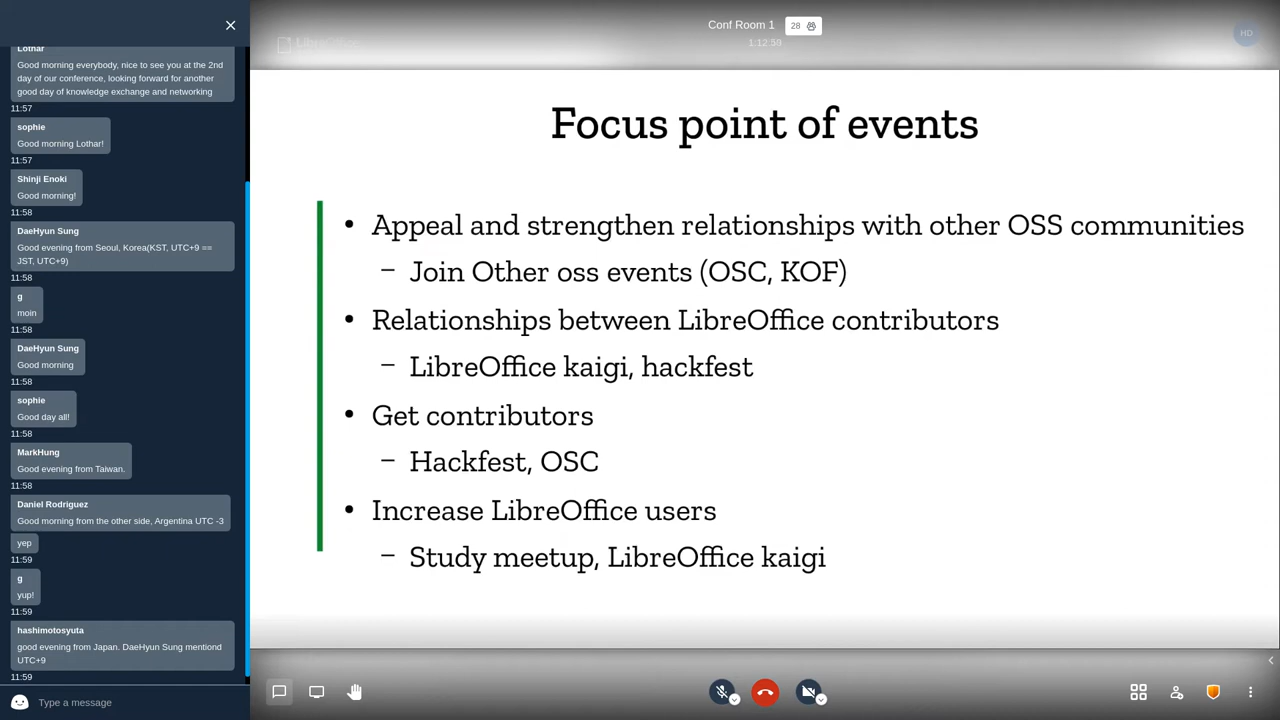 Lothar
Good morning everybody, nice to see you at the 2nd
day of our conference, looking forward for another
good day of knowledge exchange and networking
11:57
sophie
Good morning Lothar!
11:57
Shinji Enoki
Good morning!
11:58
DaeHyun Sung
Good evening from Seoul, Korea(KST, UTC+9 ==
JST, UTC+9)
11:58
g
moin
11:58
DaeHyun Sung
Good morning
11:58
sophie
Good day all!
11:58
MarkHung
Good evening from Taiwan.
11:58
Daniel Rodriguez
Good morning from the other side, Argentina UTC -3
yep
11:59
g
yup!
11:59
hashimotosyuta
good evening from Japan. DaeHyun Sung mentiond
UTC+9
11:59
Type a message
Conf Room 1
28
1:12:59
LibreOffice
HD
Focus point of events
• Appeal and strengthen relationships with other OSS communities
– Join Other oss events (OSC, KOF)
• Relationships between LibreOffice contributors
– LibreOffice kaigi, hackfest
• Get contributors
– Hackfest, OSC
• Increase LibreOffice users
– Study meetup, LibreOffice kaigi